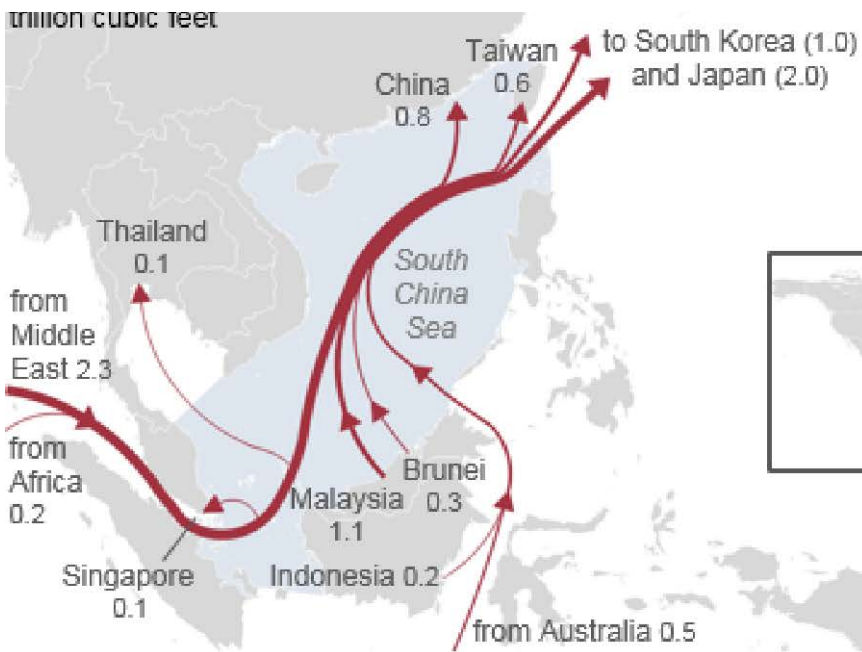 trillion cubic feet
to South Korea (1.0)
and Japan (2.0)
Taiwan
0.6
China
0.8
Thailand
0.1
South
China
Sea
from
Middle
East 2.3
from
Africa
0.2
Brunei
0.3
Malaysia
1.1
Singapore
0.1
Indonesia 0.2
from Australia 0.5